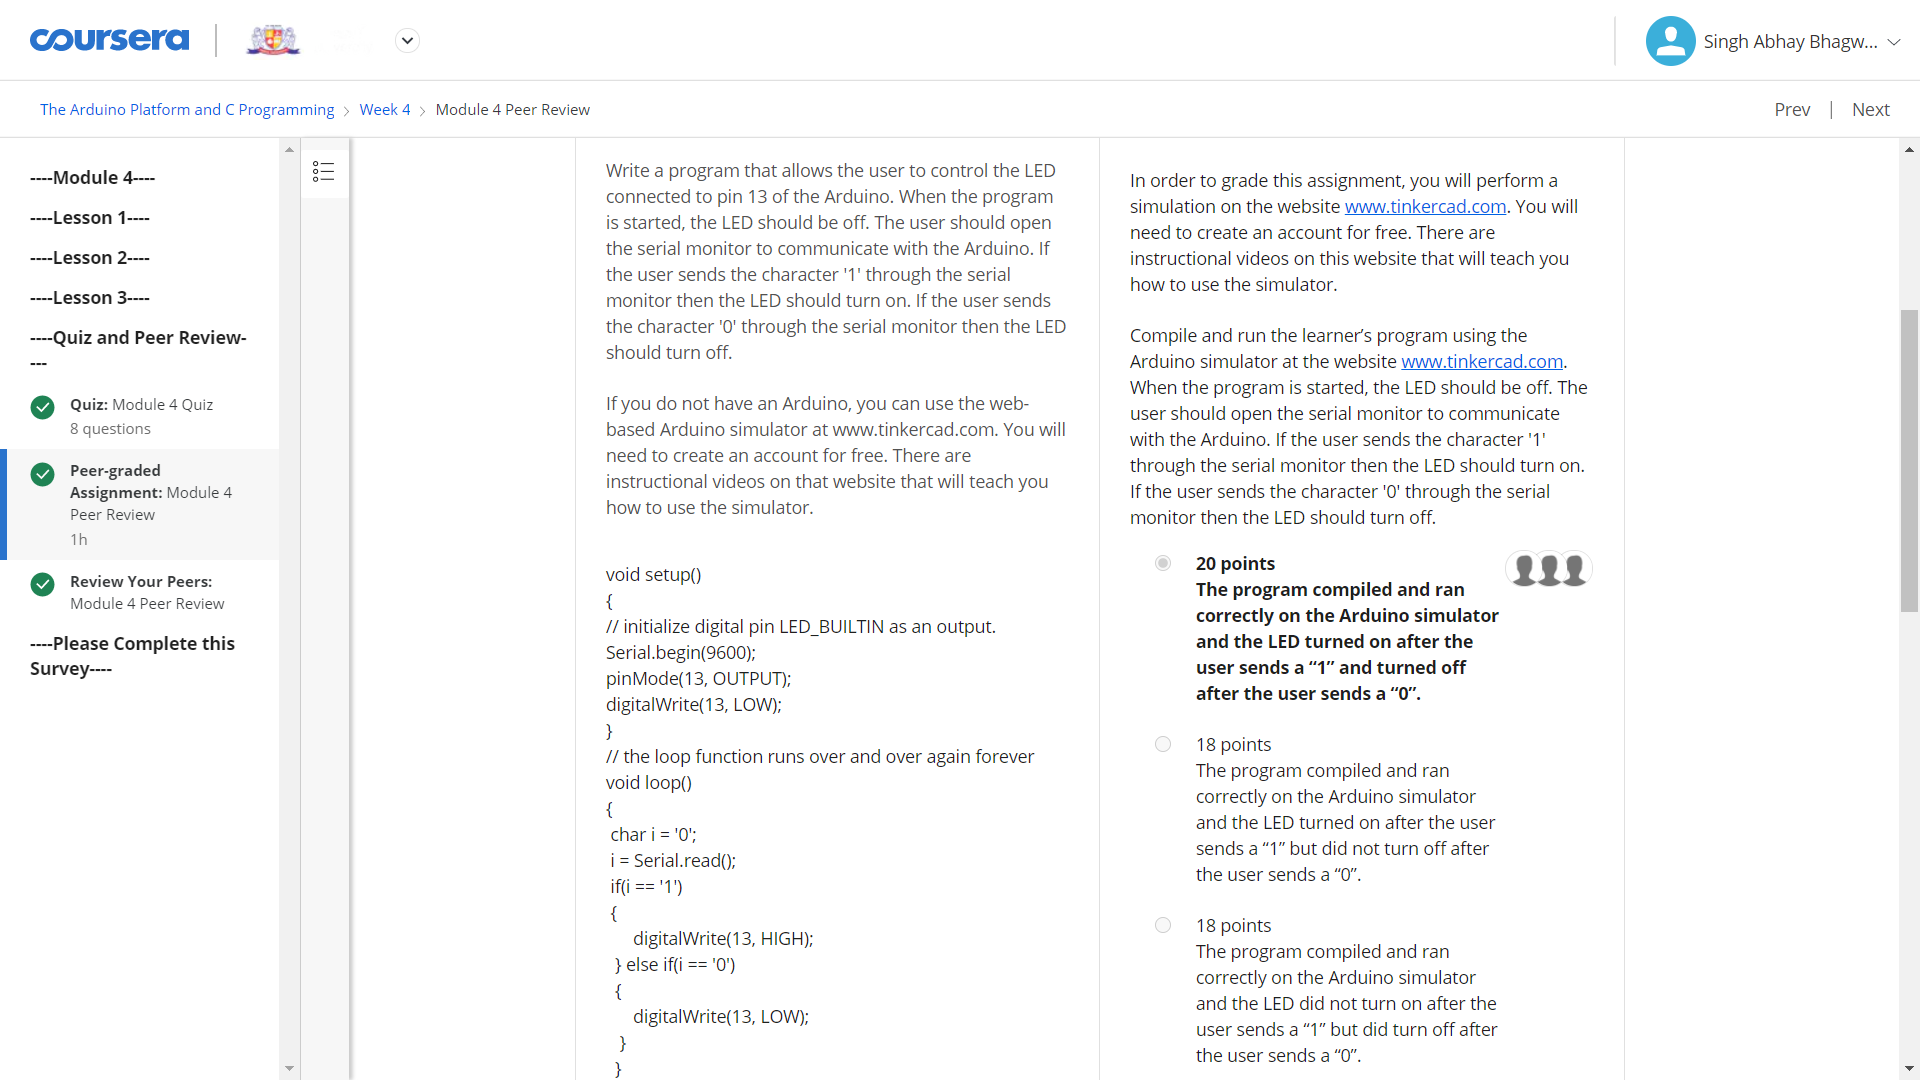 coursera
Singh Abhay Bhagw...
The Arduino Platform and C Programming
Week 4
Module 4 Peer Review
Prev | Next
----Module 4----
----Lesson 1----
----Lesson 2----
----Lesson 3----
----Quiz and Peer Review-
---
Quiz: Module 4 Quiz
8 questions
Peer-graded
Assignment: Module 4
Peer Review
1h
Review Your Peers:
Module 4 Peer Review
----Please Complete this
Survey----
Write a program that allows the user to control the LED
connected to pin 13 of the Arduino. When the program
is started, the LED should be off. The user should open
the serial monitor to communicate with the Arduino. If
the user sends the character '1' through the serial
monitor then the LED should turn on. If the user sends
the character '0' through the serial monitor then the LED
should turn off.
If you do not have an Arduino, you can use the web-
based Arduino simulator at www.tinkercad.com. You will
need to create an account for free. There are
instructional videos on that website that will teach you
how to use the simulator.
void setup()
{
// initialize digital pin LED_BUILTIN as an output.
Serial.begin(9600);
pinMode(13, OUTPUT);
digitalWrite(13, LOW);
}
// the loop function runs over and over again forever
void loop()
{
char i = '0';
i = Serial.read();
if(i == '1')
{
digitalWrite(13, HIGH);
} else if(i == '0')
{
digitalWrite(13, LOW);
}
}
In order to grade this assignment, you will perform a
simulation on the website www.tinkercad.com. You will
need to create an account for free. There are
instructional videos on this website that will teach you
how to use the simulator.
Compile and run the learner’s program using the
Arduino simulator at the website www.tinkercad.com.
When the program is started, the LED should be off. The
user should open the serial monitor to communicate
with the Arduino. If the user sends the character '1'
through the serial monitor then the LED should turn on.
If the user sends the character '0' through the serial
monitor then the LED should turn off.
20 points
The program compiled and ran
correctly on the Arduino simulator
and the LED turned on after the
user sends a “1” and turned off
after the user sends a “0”.
18 points
The program compiled and ran
correctly on the Arduino simulator
and the LED turned on after the user
sends a “1” but did not turn off after
the user sends a “0”.
18 points
The program compiled and ran
correctly on the Arduino simulator
and the LED did not turn on after the
user sends a “1” but did turn off after
the user sends a “0”.